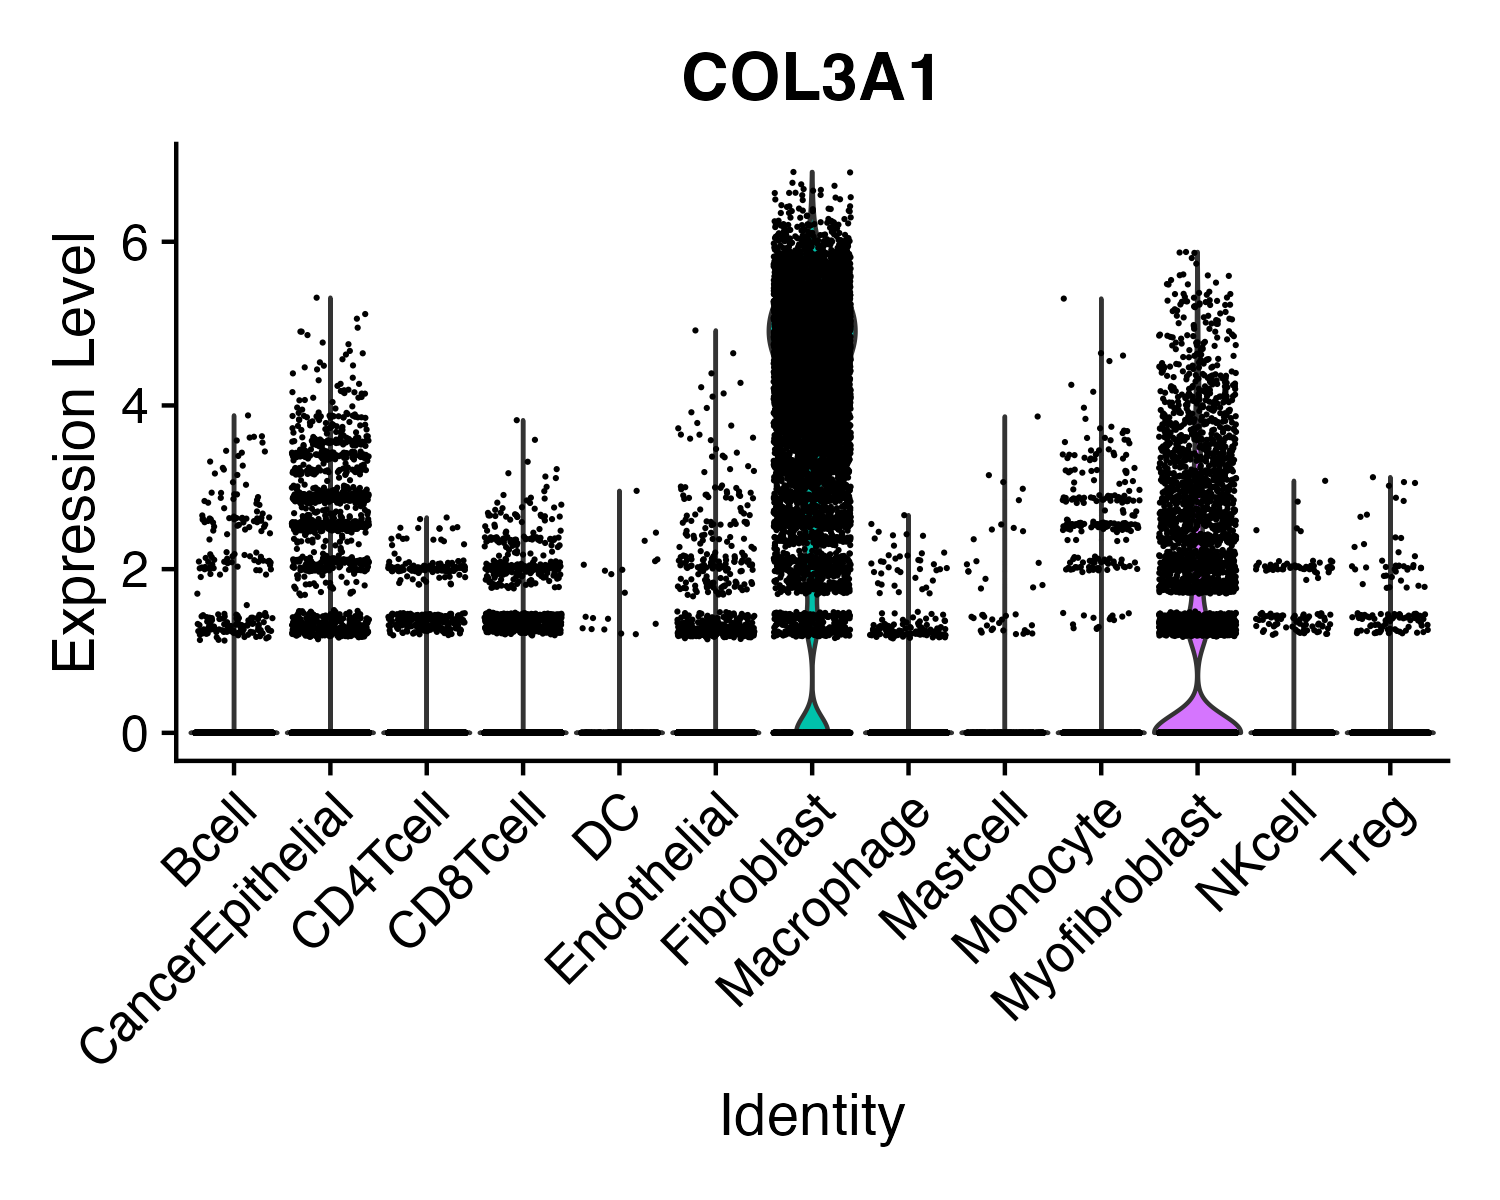 COL3A1
Expression Level
6
4
2
0
Bcell
CancerEpithelial
CD4Tcell
CD8Tcell
DC
Endothelial
Fibroblast
Macrophage
Mastcell
Monocyte
Myofibroblast
NKcell
Treg
Identity